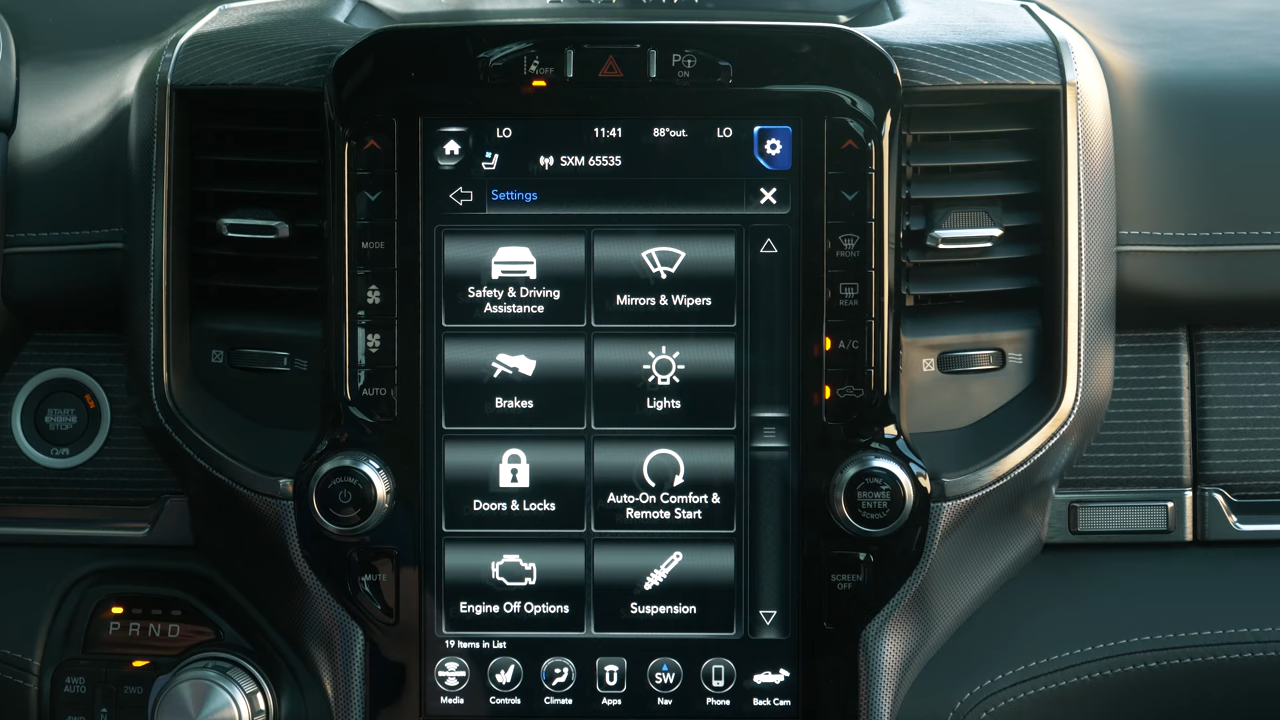 OFF
P
ON
LO
11:41
88°out.
LO
SXM 65535
Settings
MODE
FRONT
REAR
A/C
AUTO
Safety & Driving
Assistance
Mirrors & Wipers
Brakes
Lights
Doors & Locks
Auto-On Comfort &
Remote Start
Engine Off Options
Suspension
19 Items in List
Media
Controls
Climate
Apps
SW
Nav
Phone
Back Cam
START
ENGINE
STOP
RUN
VOLUME
MUTE
TUNE
BROWSE
ENTER
SCROLL
SCREEN
OFF
PRND
4WD
AUTO
2WD
4WD
N